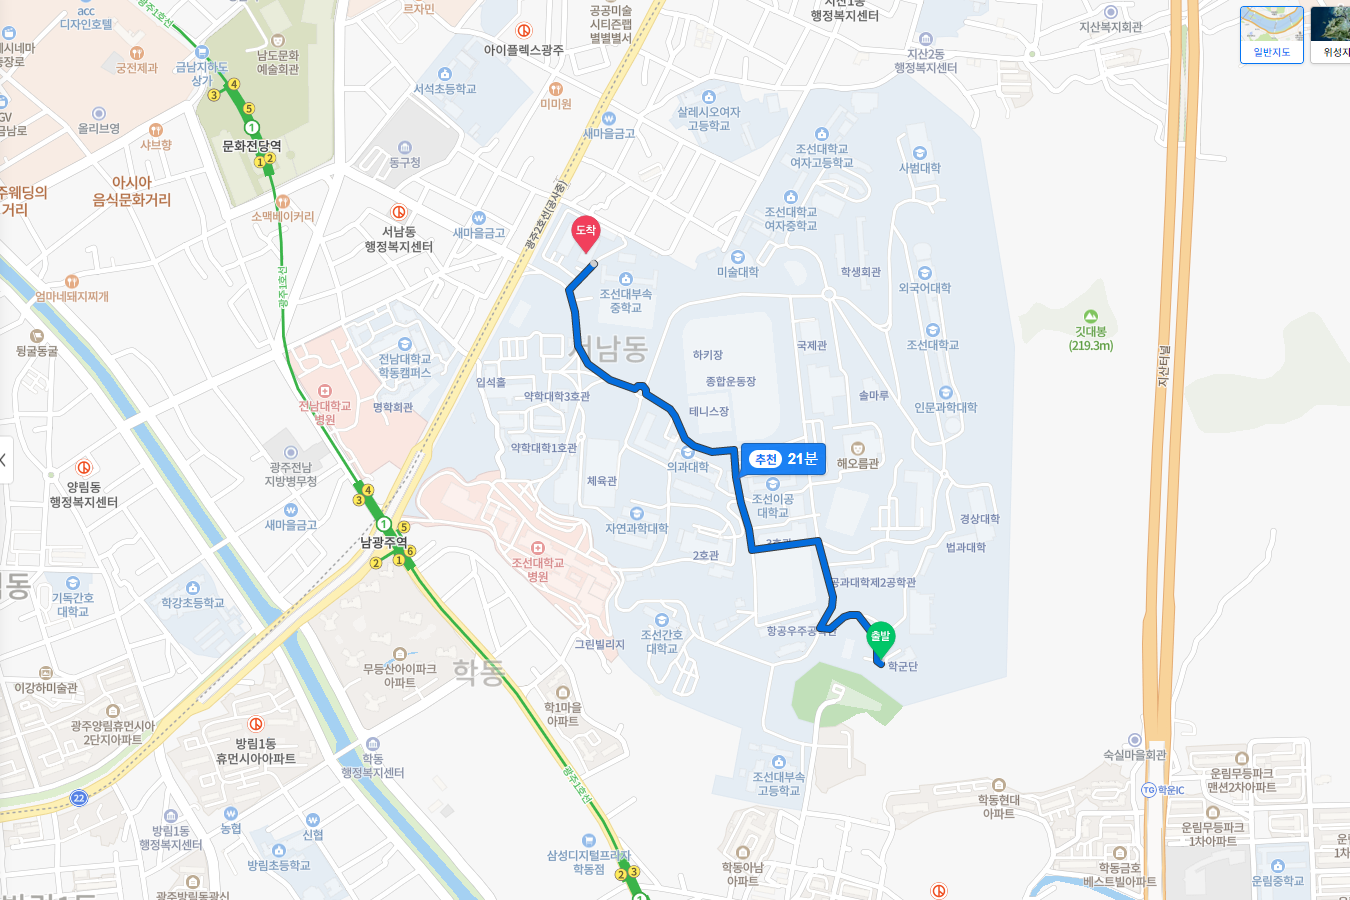 광주1호선
acc
디자인호텔
르자민
공공미술
시티즌랩
별별별서
행정복지센터
지산복지회관
일반지도
위성지
궁전제과
금남지하도
상가
남도문화
예술회관
아이플렉스광주
서석초등학교
미미원
지산2동
행정복지센터
3
4
5
1
문화전당역
1
2
올리브영
샤브향
새마을금고
살레시오여자
고등학교
동구청
조선대학교
여자고등학교
사범대학
아시아
음식문화거리
주웨딩의
거리
소맥베이커리
서남동
행정복지센터
새마을금고
광주2호선(공사중)
도착
조선대학교
여자중학교
엄마네돼지찌개
광주1호선
미술대학
학생회관
외국어대학
조선대부속
중학교
서남동
뒹굴동굴
전남대학교
학동캠퍼스
하키장
국제관
조선대학교
깃대봉
(219.3m)
지산터널
입석홀
종합운동장
전남대학교
병원
명학회관
약학대학3호관
테니스장
솔마루
인문과학대학
약학대학1호관
추천 21분
해오름관
의과대학
광주전남
지방병무청
양림동
행정복지센터
체육관
조선이공
대학교
3
4
1
5
남광주역
2
1
6
새마을금고
자연과학대학
경상대학
법과대학
2호관
조선대학교
병원
공과대학제2공학관
기독간호
대학교
학강초등학교
출발
조선간호
대학교
그린빌리지
학군단
무등산아이파크
아파트
학동
이강하미술관
학1마을
아파트
광주양림휴먼시아
2단지아파트
방림1동
휴먼시아아파트
학동
행정복지센터
숙실마을회관
조선대부속
고등학교
운림무등파크
맨션2차아파트
22
광주1호선
TG 학운IC
학동현대
아파트
방림1동
행정복지센터
농협
신협
운림무등파크
1차아파트
방림초등학교
삼성디지털프라자
학동점
2
3
1
학동아남
아파트
학동금호
베스트빌아파트
운림중학교
광주방림동광신